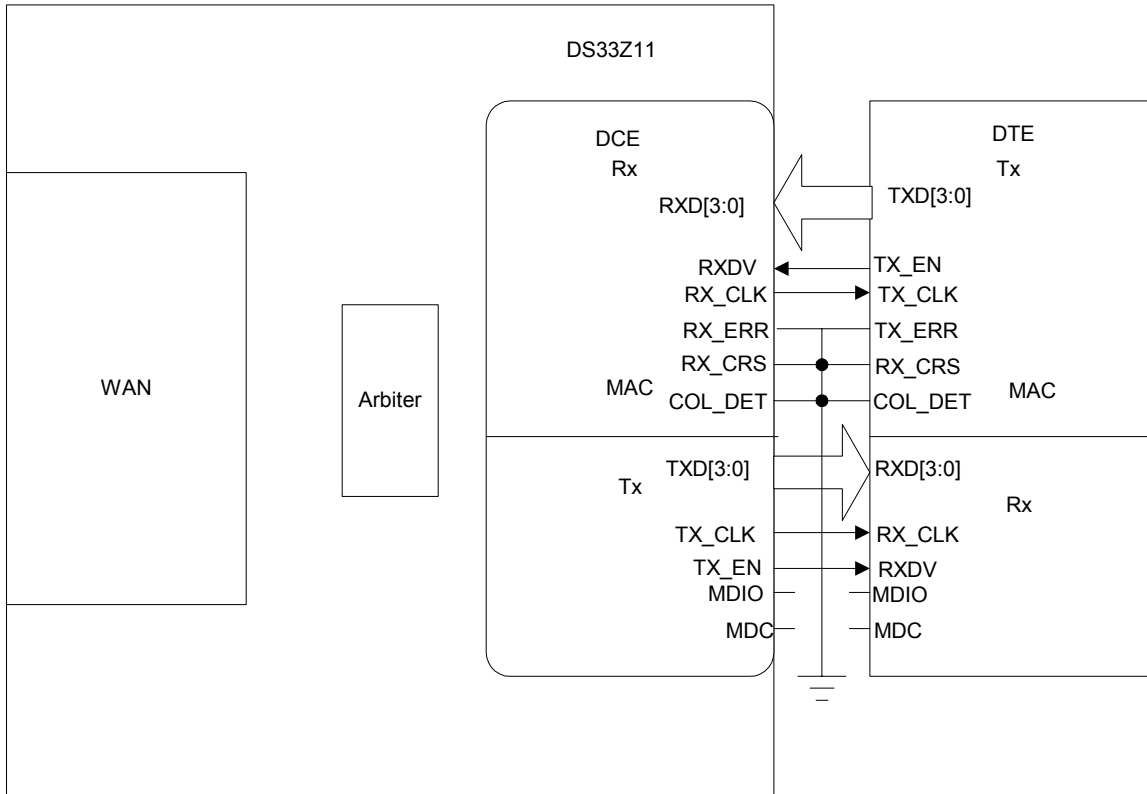 DS33Z11
DCE
Rx
DTE
Tx
RXD[3:0]
TXD[3:0]
RXDV
TX_EN
RX_CLK
TX_CLK
RX_ERR
TX_ERR
RX_CRS
RX_CRS
WAN
Arbiter
MAC
COL_DET
COL_DET
MAC
Tx
TXD[3:0]
RXD[3:0]
Rx
TX_CLK
RX_CLK
TX_EN
RXDV
MDIO
MDIO
MDC
MDC